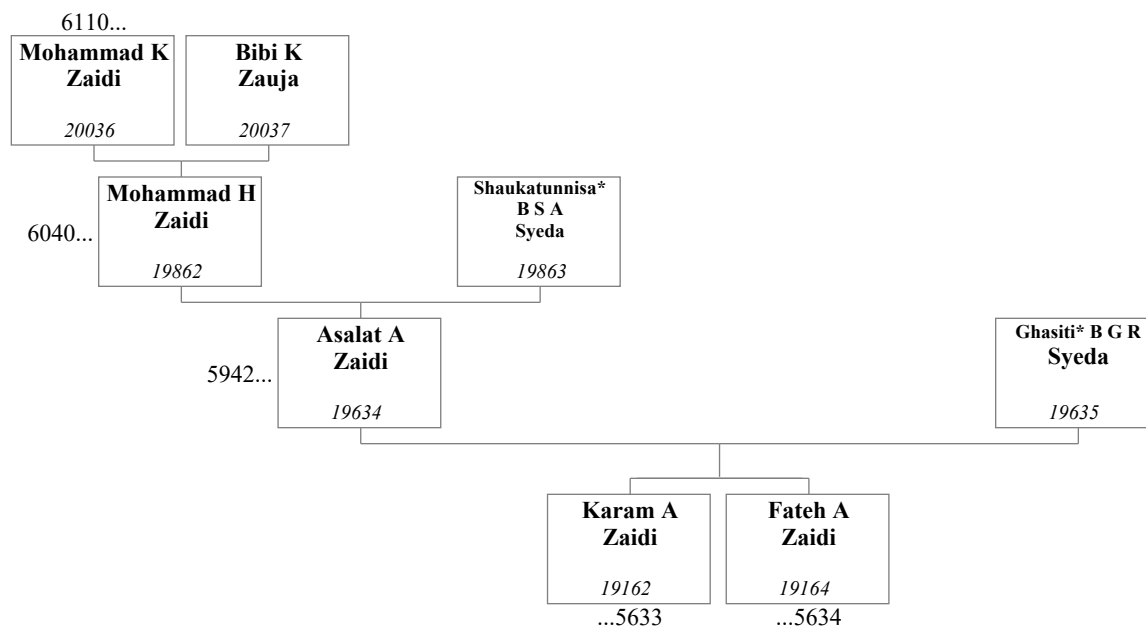 6110...
Mohammad K
Zaidi
20036
Bibi K
Zauja
20037
6040...
Mohammad H
Zaidi
19862
Shaukatunnisa*
B S A
Syeda
19863
5942...
Asalat A
Zaidi
19634
Ghasiti* B G R
Syeda
19635
Karam A
Zaidi
19162
...5633
Fateh A
Zaidi
19164
...5634